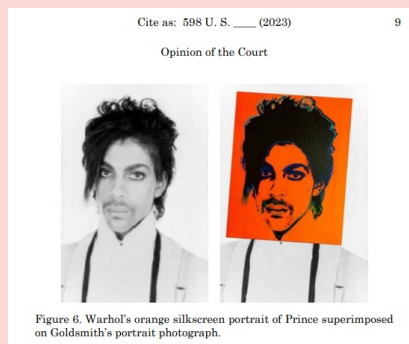 Cite as: 598 U. S. ____ (2023) 9
Opinion of the Court
Figure 6. Warhol's orange silkscreen portrait of Prince superimposed
on Goldsmith's portrait photograph.